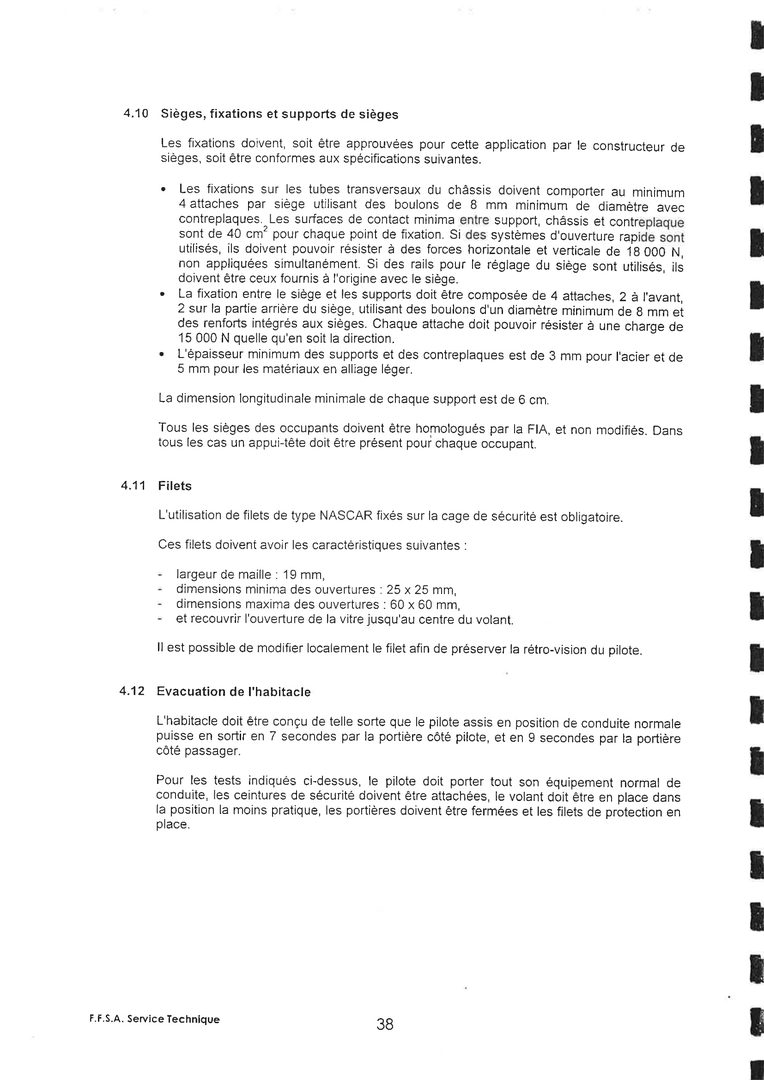 4.10 Sièges, fixations et supports de sièges
Les fixations doivent, soit être approuvées pour cette application par le constructeur de
sièges, soit être conformes aux spécifications suivantes.
• Les fixations sur les tubes transversaux du châssis doivent comporter au minimum
4 attaches par siège utilisant des boulons de 8 mm minimum de diamètre avec
contreplaques. Les surfaces de contact minima entre support, châssis et contreplaque
sont de 40 cm² pour chaque point de fixation. Si des systèmes d'ouverture rapide sont
utilisés, ils doivent pouvoir résister à des forces horizontale et verticale de 18 000 N,
non appliquées simultanément. Si des rails pour le réglage du siège sont utilisés, ils
doivent être ceux fournis à l'origine avec le siège.
• La fixation entre le siège et les supports doit être composée de 4 attaches, 2 à l'avant,
2 sur la partie arrière du siège, utilisant des boulons d'un diamètre minimum de 8 mm et
des renforts intégrés aux sièges. Chaque attache doit pouvoir résister à une charge de
15 000 N quelle qu'en soit la direction.
• L'épaisseur minimum des supports et des contreplaques est de 3 mm pour l'acier et de
5 mm pour les matériaux en alliage léger.
La dimension longitudinale minimale de chaque support est de 6 cm.
Tous les sièges des occupants doivent être homologués par la FIA, et non modifiés. Dans
tous les cas un appui-tête doit être présent pour chaque occupant.
4.11 Filets
L'utilisation de filets de type NASCAR fixés sur la cage de sécurité est obligatoire.
Ces filets doivent avoir les caractéristiques suivantes :
- largeur de maille : 19 mm,
- dimensions minima des ouvertures : 25 x 25 mm,
- dimensions maxima des ouvertures : 60 x 60 mm,
- et recouvrir l'ouverture de la vitre jusqu'au centre du volant.
Il est possible de modifier localement le filet afin de préserver la rétro-vision du pilote.
4.12 Evacuation de l'habitacle
L'habitacle doit être conçu de telle sorte que le pilote assis en position de conduite normale
puisse en sortir en 7 secondes par la portière côté pilote, et en 9 secondes par la portière
côté passager.
Pour les tests indiqués ci-dessus, le pilote doit porter tout son équipement normal de
conduite, les ceintures de sécurité doivent être attachées, le volant doit être en place dans
la position la moins pratique, les portières doivent être fermées et les filets de protection en
place.
F.F.S.A. Service Technique
38